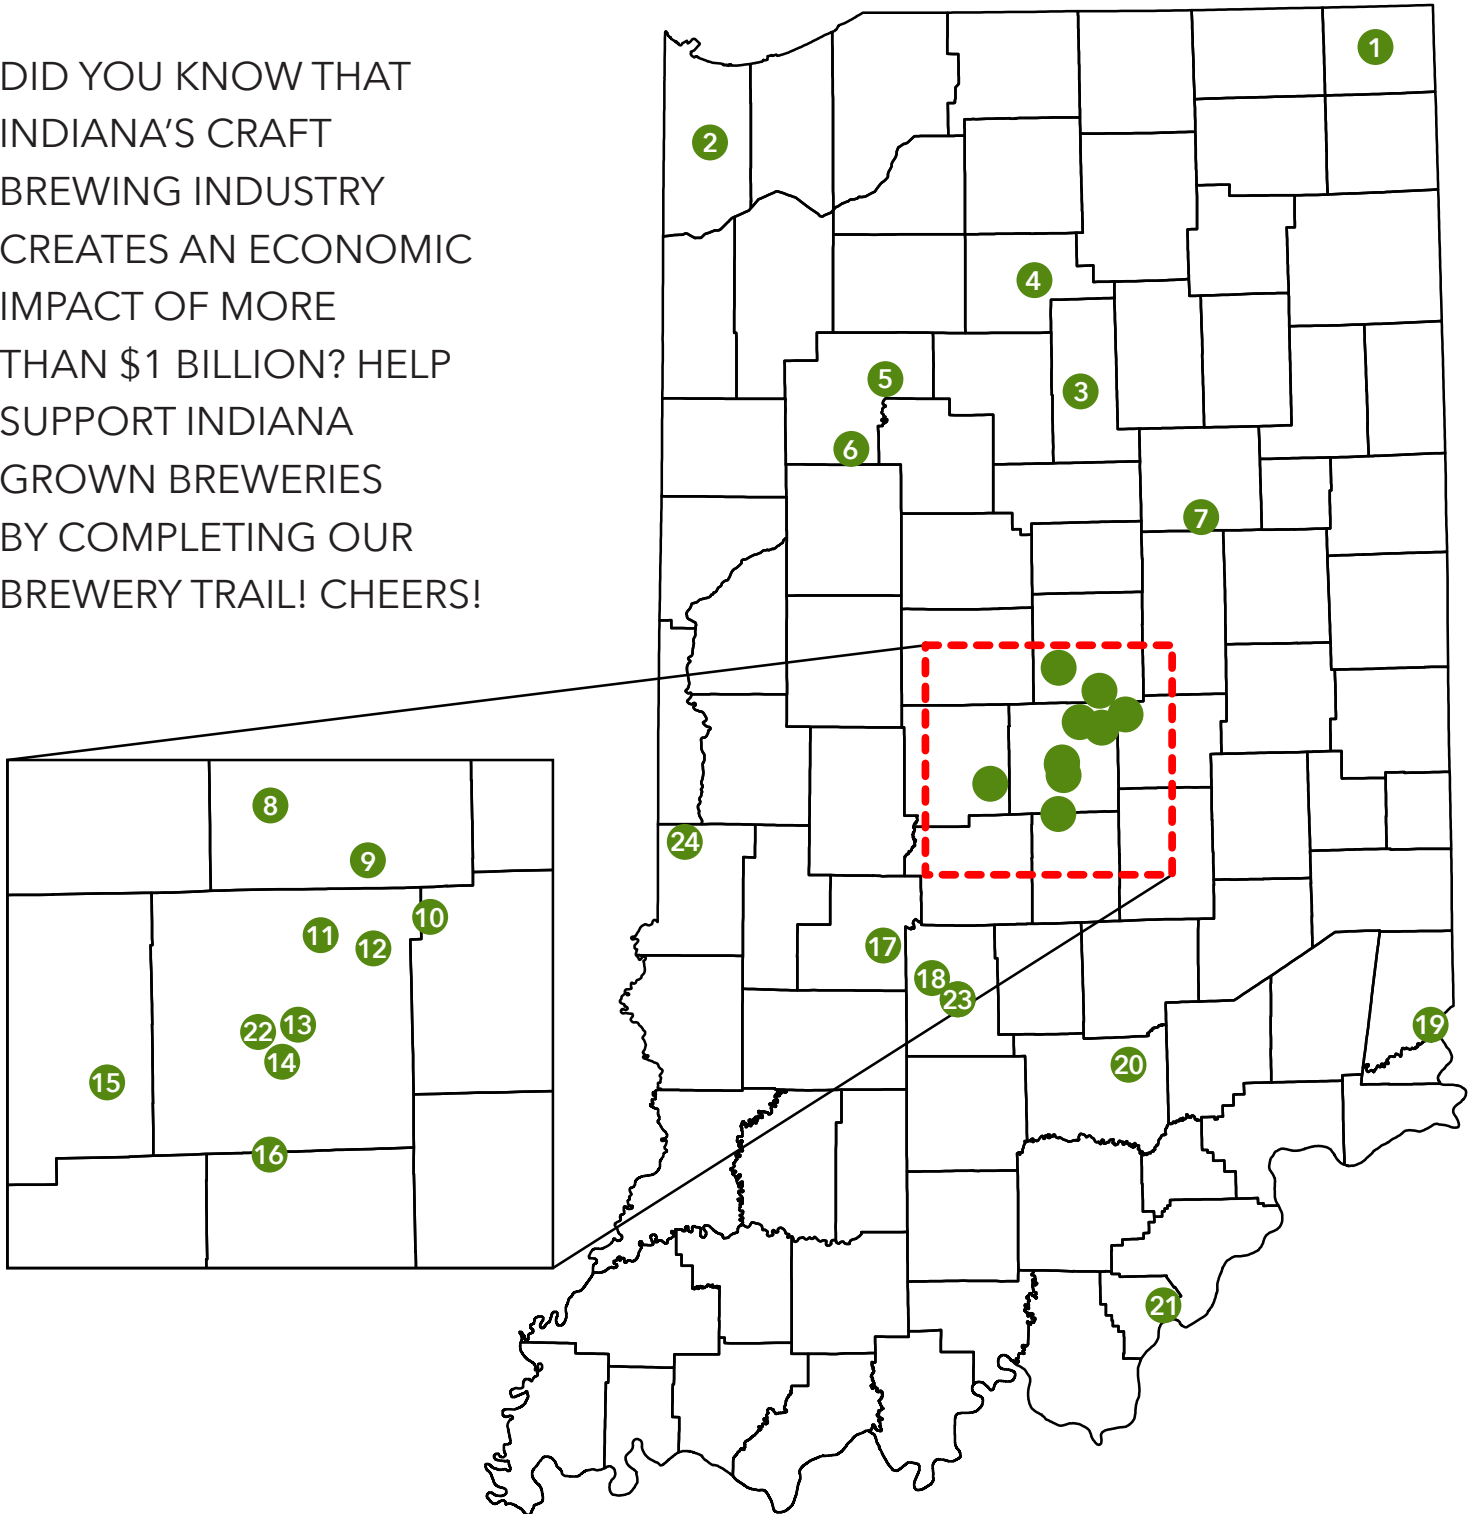 DID YOU KNOW THAT
INDIANA'S CRAFT
BREWING INDUSTRY
CREATES AN ECONOMIC
IMPACT OF MORE
THAN $1 BILLION? HELP
SUPPORT INDIANA
GROWN BREWERIES
BY COMPLETING OUR
BREWERY TRAIL! CHEERS!
1
2
4
5
3
6
7
8
9
10
11
12
22
13
14
15
16
24
17
18
23
19
20
21